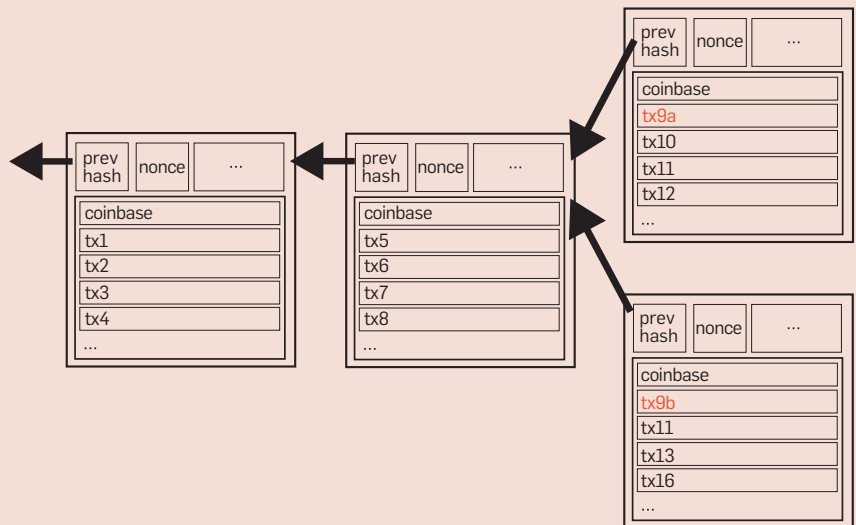 prev
hash
nonce
...
coinbase
tx1
tx2
tx3
tx4
...
prev
hash
nonce
...
coinbase
tx5
tx6
tx7
tx8
...
prev
hash
nonce
...
coinbase
tx9a
tx10
tx11
tx12
...
prev
hash
nonce
...
coinbase
tx9b
tx11
tx13
tx16
...